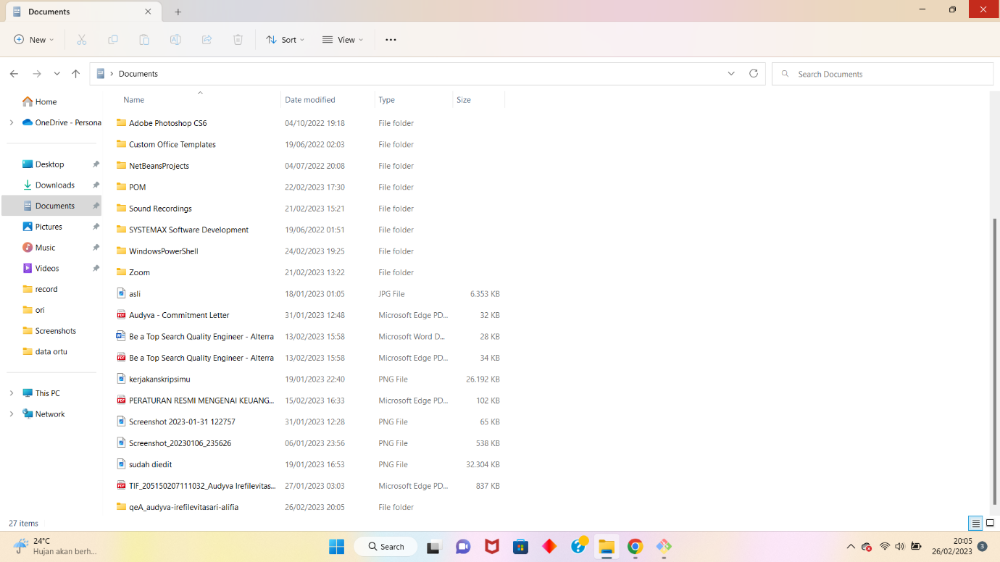 Documents
New
Sort
View
Documents
Search Documents
Home
OneDrive - Persona
Desktop
Downloads
Documents
Pictures
Music
Videos
record
ori
Screenshots
data ortu
This PC
Network
Name Date modified Type Size
Adobe Photoshop CS6 04/10/2022 19:18 File folder
Custom Office Templates 19/06/2022 02:03 File folder
NetBeansProjects 04/07/2022 20:08 File folder
POM 22/02/2023 17:30 File folder
Sound Recordings 21/02/2023 15:21 File folder
SYSTEMAX Software Development 19/06/2022 01:51 File folder
WindowsPowerShell 24/02/2023 19:25 File folder
Zoom 21/02/2023 13:22 File folder
asli 18/01/2023 01:05 JPG File 6.353 KB
Audyva - Commitment Letter 31/01/2023 12:48 Microsoft Edge PD... 32 KB
Be a Top Search Quality Engineer - Alterra 13/02/2023 15:58 Microsoft Word D... 28 KB
Be a Top Search Quality Engineer - Alterra 13/02/2023 15:58 Microsoft Edge PD... 34 KB
kerjakanskripsimu 19/01/2023 22:40 PNG File 26.192 KB
PERATURAN RESMI MENGENAI KEUANG... 15/02/2023 16:33 Microsoft Edge PD... 102 KB
Screenshot 2023-01-31 122757 31/01/2023 12:28 PNG File 65 KB
Screenshot_20230106_235626 06/01/2023 23:56 PNG File 538 KB
sudah diedit 19/01/2023 16:53 PNG File 32.304 KB
TIF_205150207111032_Audyva Irefilevitas... 27/01/2023 03:03 Microsoft Edge PD... 837 KB
qeA_audyva-irefilevitasari-alifia 26/02/2023 20:05 File folder
27 items
24°C
Hujan akan berh...
Search
20:05
26/02/2023
3